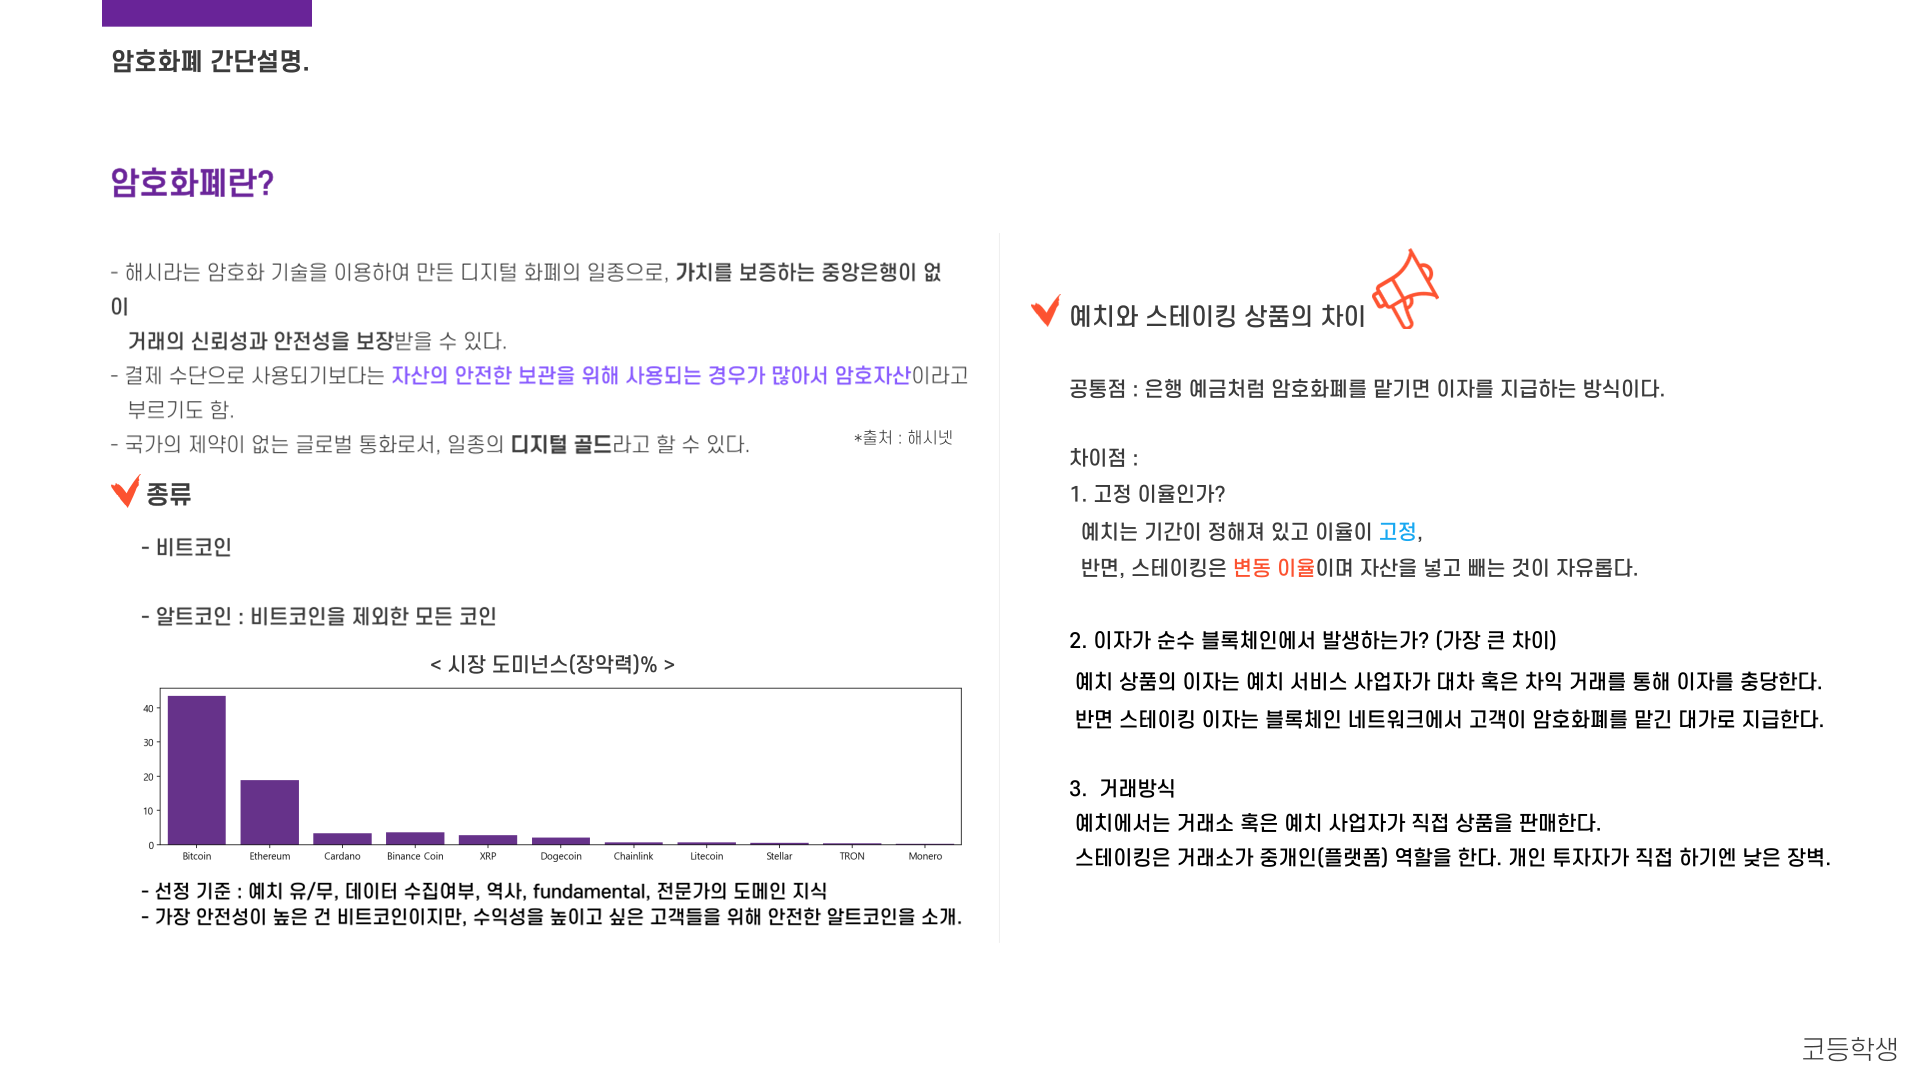 암호화폐 간단설명.
암호화폐란?
- 해시라는 암호화 기술을 이용하여 만든 디지털 화폐의 일종으로, 가치를 보증하는 중앙은행이 없
이
거래의 신뢰성과 안전성을 보장받을 수 있다.
- 결제 수단으로 사용되기보다는 자산의 안전한 보관을 위해 사용되는 경우가 많아서 암호자산이라고
부르기도 함.
- 국가의 제약이 없는 글로벌 통화로서, 일종의 디지털 골드라고 할 수 있다.
*출처 : 해시넷
종류
- 비트코인
- 알트코인 : 비트코인을 제외한 모든 코인
< 시장 도미넌스(장악력)% >
40
30
20
10
0
Bitcoin Ethereum Cardano Binance Coin XRP Dogecoin Chainlink Litecoin Stellar TRON Monero
- 선정 기준 : 예치 유/무, 데이터 수집여부, 역사, fundamental, 전문가의 도메인 지식
- 가장 안전성이 높은 건 비트코인이지만, 수익성을 높이고 싶은 고객들을 위해 안전한 알트코인을 소개.
예치와 스테이킹 상품의 차이
공통점 : 은행 예금처럼 암호화폐를 맡기면 이자를 지급하는 방식이다.
차이점 :
1. 고정 이율인가?
예치는 기간이 정해져 있고 이율이 고정,
반면, 스테이킹은 변동 이율이며 자산을 넣고 빼는 것이 자유롭다.
2. 이자가 순수 블록체인에서 발생하는가? (가장 큰 차이)
예치 상품의 이자는 예치 서비스 사업자가 대차 혹은 차익 거래를 통해 이자를 충당한다.
반면 스테이킹 이자는 블록체인 네트워크에서 고객이 암호화폐를 맡긴 대가로 지급한다.
3. 거래방식
예치에서는 거래소 혹은 예치 사업자가 직접 상품을 판매한다.
스테이킹은 거래소가 중개인(플랫폼) 역할을 한다. 개인 투자자가 직접 하기엔 낮은 장벽.
코등학생